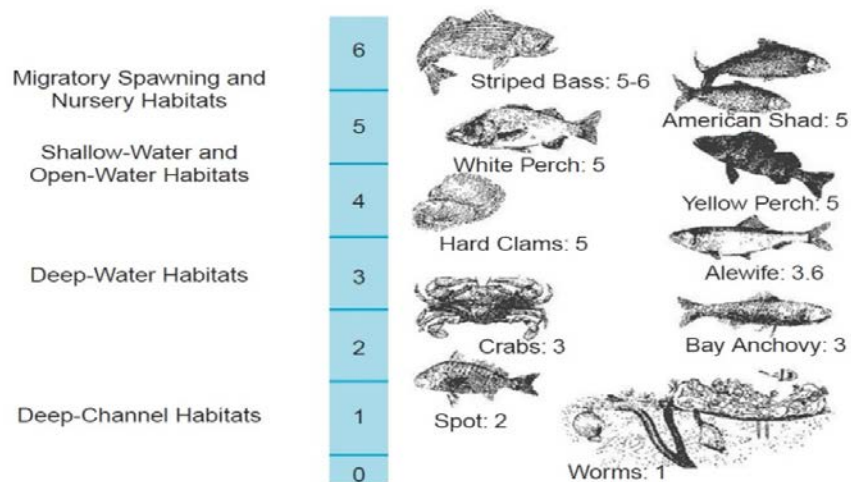 Migratory Spawning and
Nursery Habitats
Shallow-Water and
Open-Water Habitats
Deep-Water Habitats
Deep-Channel Habitats
6
5
4
3
2
1
0
Striped Bass: 5-6
American Shad: 5
White Perch: 5
Yellow Perch: 5
Hard Clams: 5
Alewife: 3.6
Crabs: 3
Bay Anchovy: 3
Spot: 2
Worms: 1